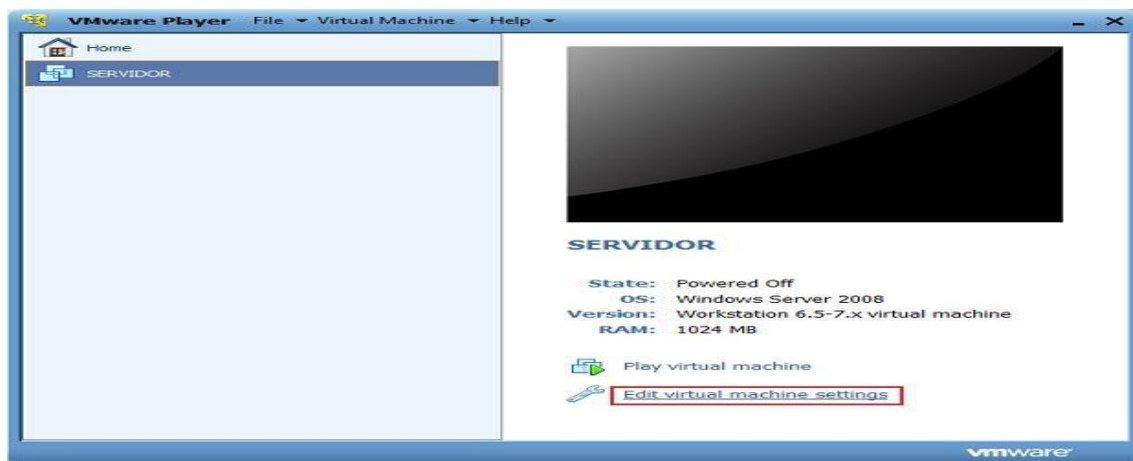 VMware Player File Virtual Machine Help
Home
SERVIDOR
SERVIDOR
State: Powered Off
OS: Windows Server 2008
Version: Workstation 6.5-7.x virtual machine
RAM: 1024 MB
Play virtual machine
Edit virtual machine settings
vmware